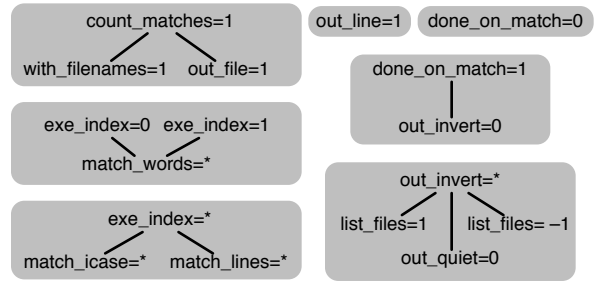 count_matches=1
with_filenames=1 out_file=1
exe_index=0 exe_index=1
match_words=*
exe_index=*
match_icase=* match_lines=*
out_line=1
done_on_match=0
done_on_match=1
out_invert=0
out_invert=*
list_files=1 list_files= –1
out_quiet=0